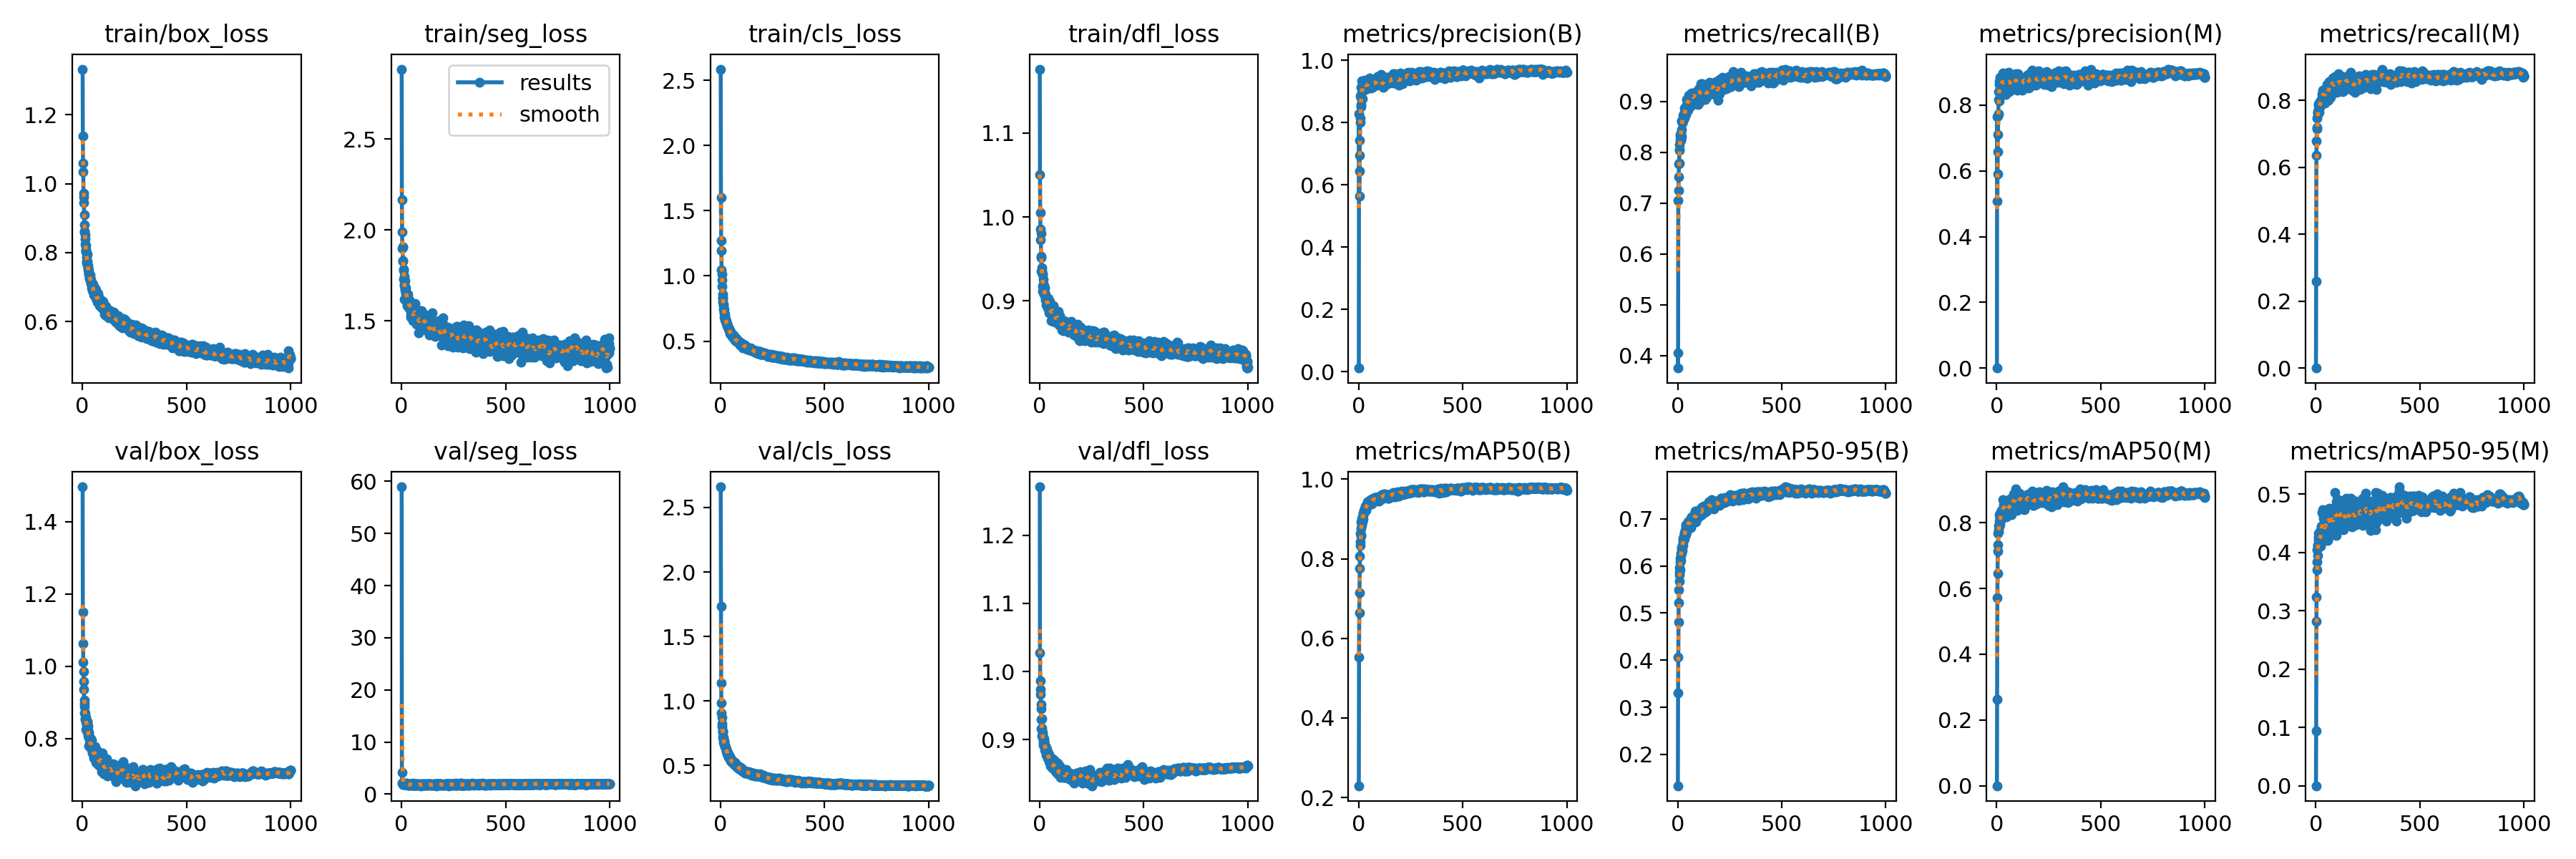 train/box_loss
1.2
1.0
0.8
0.6
0 500 1000
train/seg_loss
results
smooth
2.5
2.0
1.5
0 500 1000
train/cls_loss
2.5
2.0
1.5
1.0
0.5
0 500 1000
train/dfl_loss
1.1
1.0
0.9
0 500 1000
metrics/precision(B)
1.0
0.8
0.6
0.4
0.2
0.0
0 500 1000
metrics/recall(B)
0.9
0.8
0.7
0.6
0.5
0.4
0 500 1000
metrics/precision(M)
0.8
0.6
0.4
0.2
0.0
0 500 1000
metrics/recall(M)
0.8
0.6
0.4
0.2
0.0
0 500 1000
val/box_loss
1.4
1.2
1.0
0.8
0 500 1000
val/seg_loss
60
50
40
30
20
10
0
0 500 1000
val/cls_loss
2.5
2.0
1.5
1.0
0.5
0 500 1000
val/dfl_loss
1.2
1.1
1.0
0.9
0 500 1000
metrics/mAP50(B)
1.0
0.8
0.6
0.4
0.2
0 500 1000
metrics/mAP50-95(B)
0.7
0.6
0.5
0.4
0.3
0.2
0 500 1000
metrics/mAP50(M)
0.8
0.6
0.4
0.2
0.0
0 500 1000
metrics/mAP50-95(M)
0.5
0.4
0.3
0.2
0.1
0.0
0 500 1000